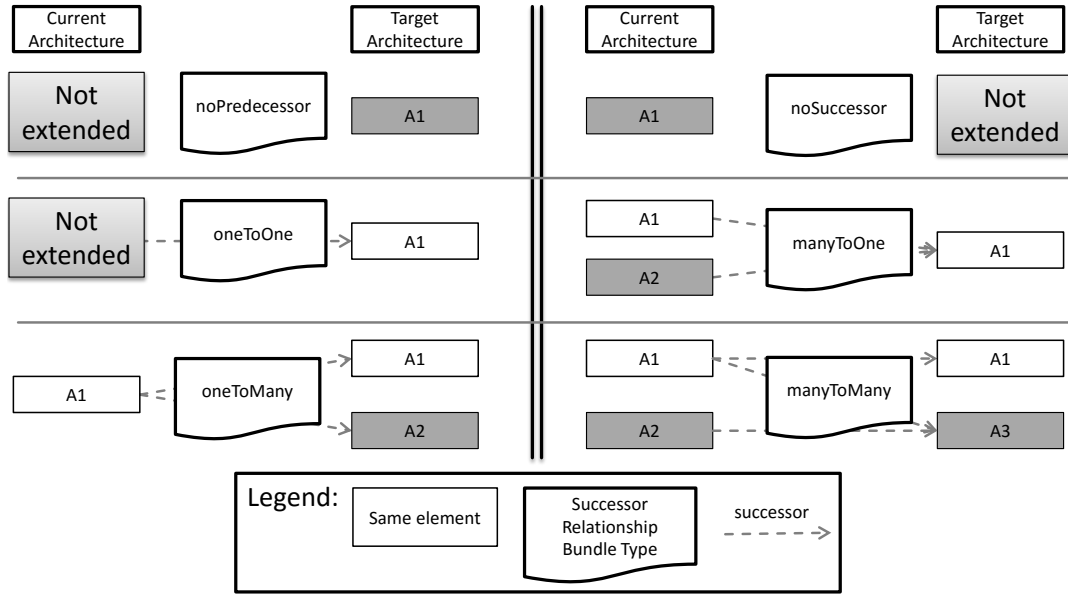 Current
Architecture
Target
Architecture
Current
Architecture
Target
Architecture
Not
extended
noPredecessor
A1
A1
noSuccessor
Not
extended
Not
extended
oneToOne
A1
A1
A2
manyToOne
A1
A1
oneToMany
A1
A2
A1
A2
manyToMany
A1
A3
Legend:
Same element
Successor
Relationship
Bundle Type
successor